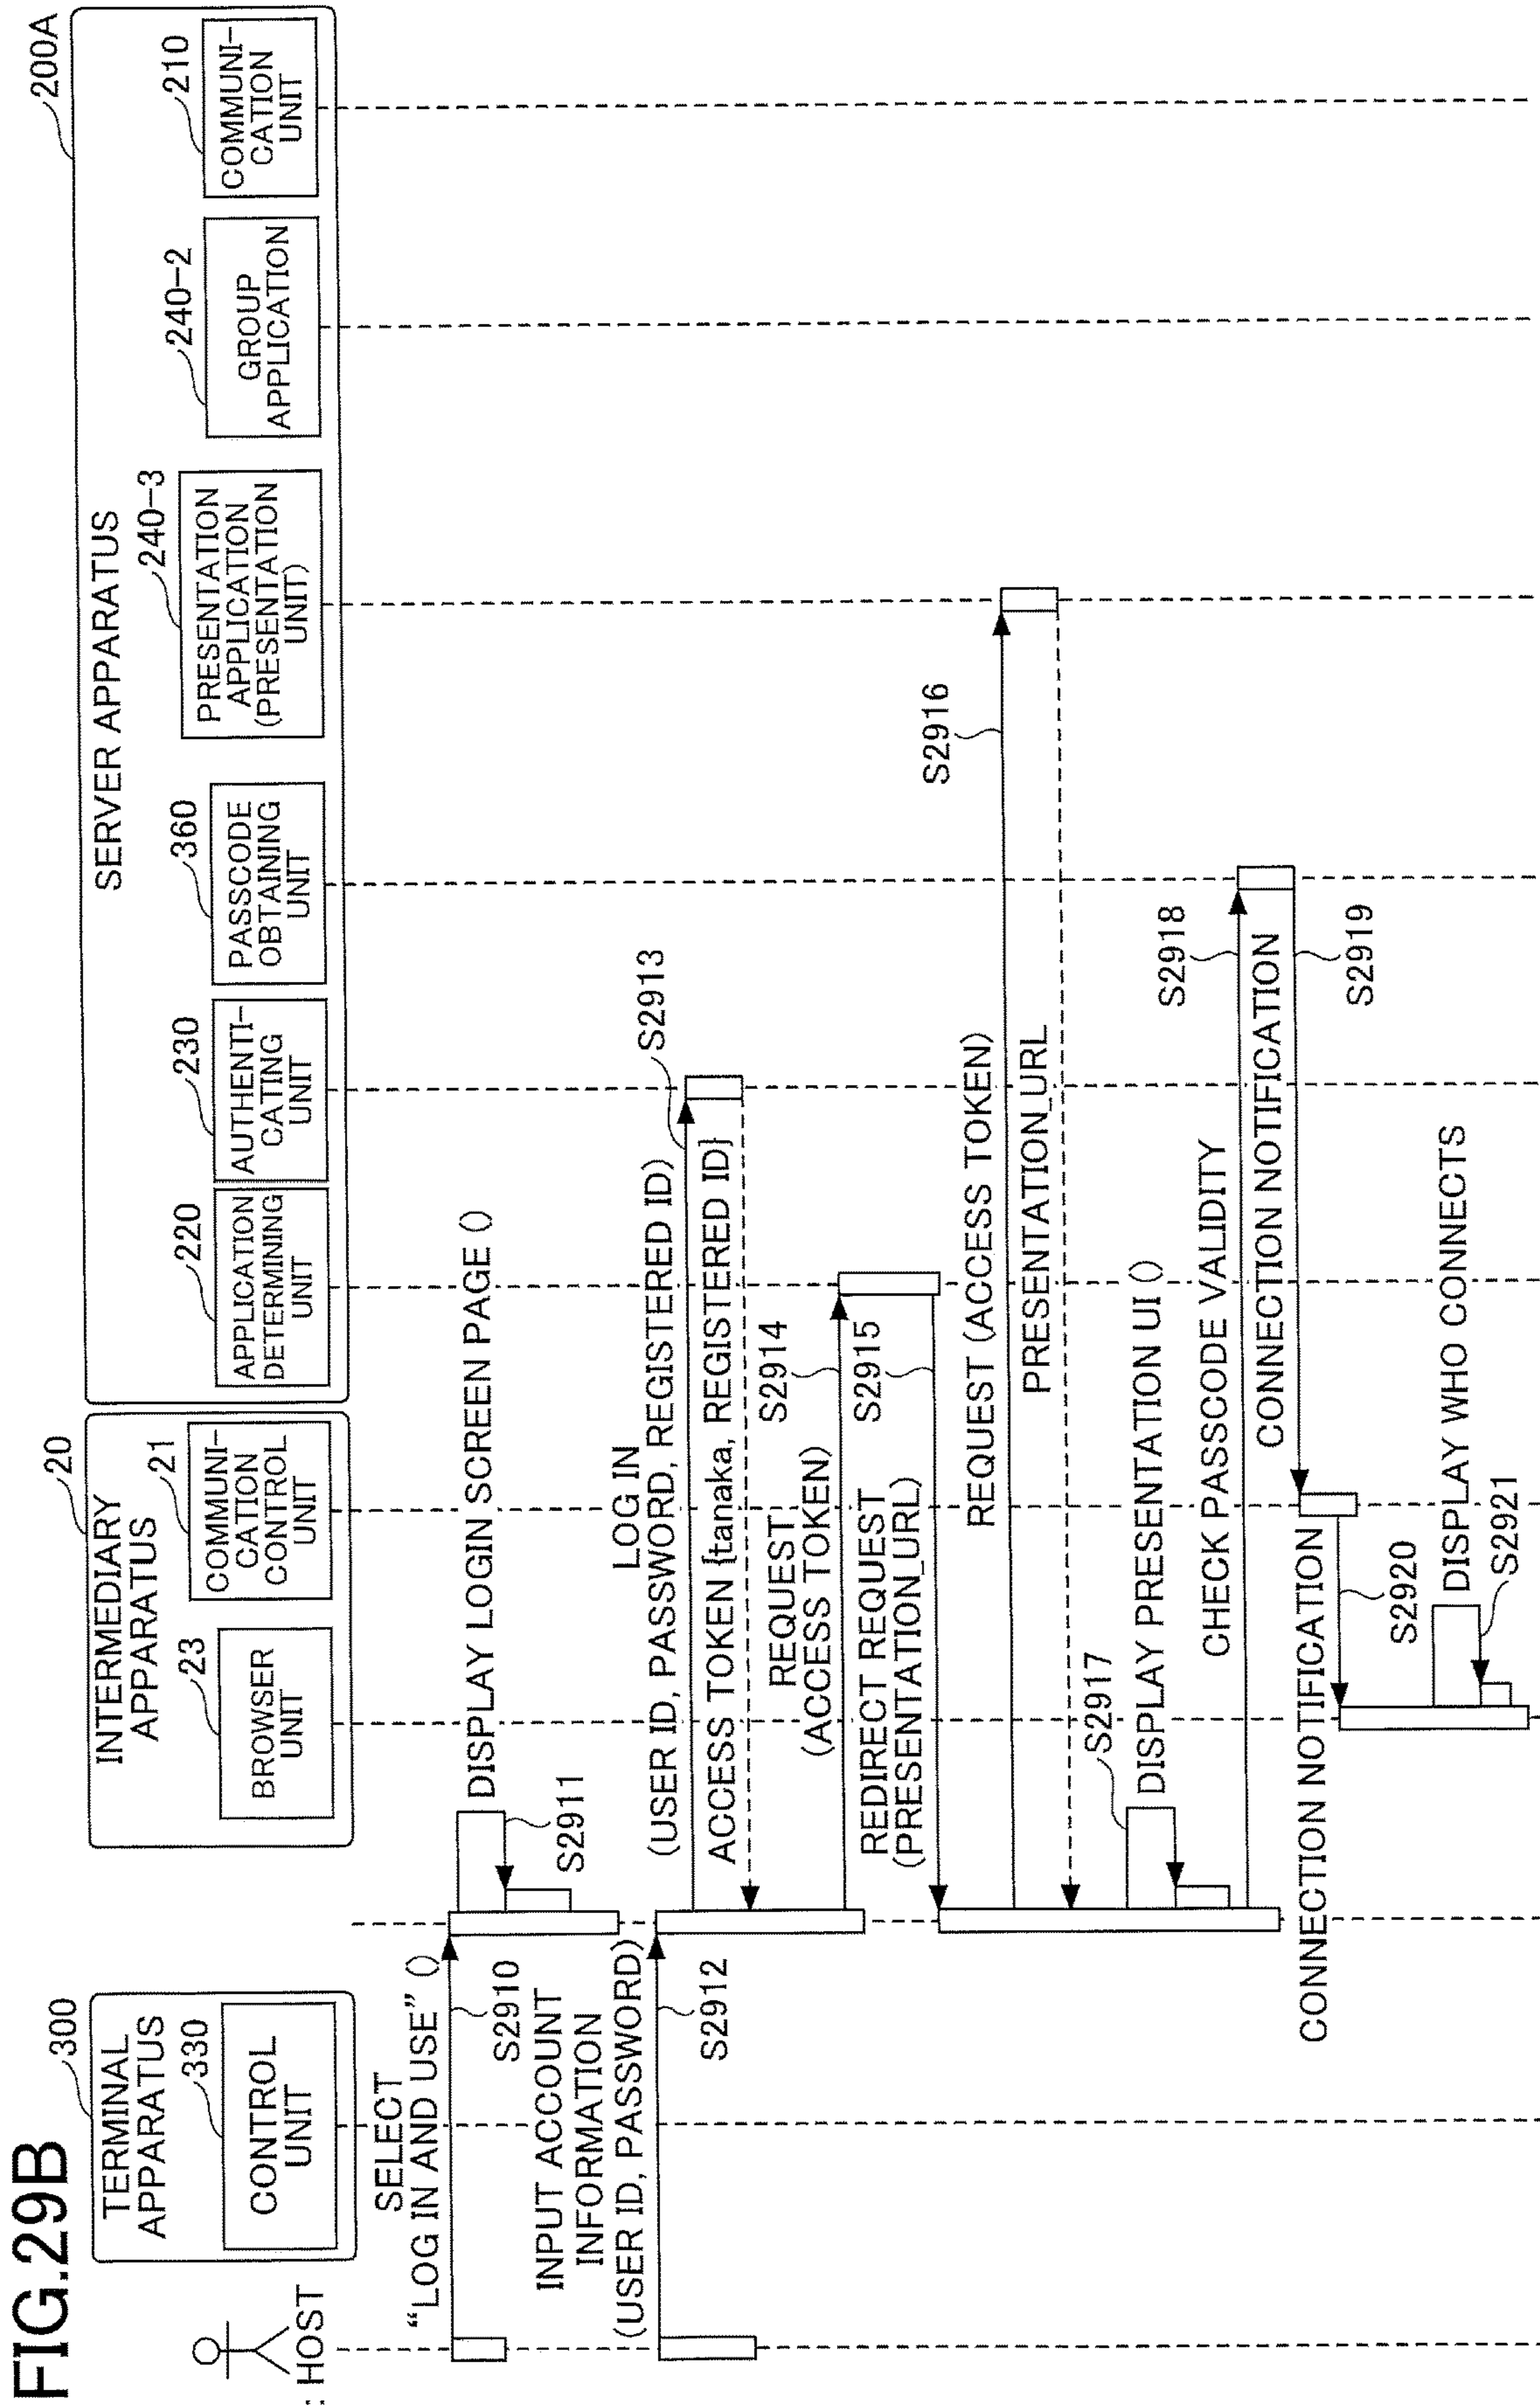 FIG.29B
: HOST
300
TERMINAL
APPARATUS
330
CONTROL
UNIT
20
INTERMEDIARY
APPARATUS
23
BROWSER
UNIT
21
COMMUNI-
CATION
CONTROL
UNIT
200A
SERVER APPARATUS
220
APPLICATION
DETERMINING
UNIT
230
AUTHENTI-
CATING
UNIT
360
PASSCODE
OBTAINING
UNIT
240-3
PRESENTATION
APPLICATION
(PRESENTATION
UNIT)
240-2
GROUP
APPLICATION
210
COMMUNI-
CATION
UNIT
SELECT
“LOG IN AND USE” ()
S2910
DISPLAY LOGIN SCREEN PAGE ()
S2911
INPUT ACCOUNT
INFORMATION
(USER ID, PASSWORD)
S2912
LOG IN
(USER ID, PASSWORD, REGISTERED ID)
S2913
ACCESS TOKEN {tanaka, REGISTERED ID}
REQUEST
(ACCESS TOKEN)
S2914
REDIRECT REQUEST
(PRESENTATION_URL)
S2915
REQUEST (ACCESS TOKEN)
S2916
PRESENTATION_URL
S2917
DISPLAY PRESENTATION UI ()
CHECK PASSCODE VALIDITY
S2918
CONNECTION NOTIFICATION
S2919
CONNECTION NOTIFICATION
S2920
DISPLAY WHO CONNECTS
S2921